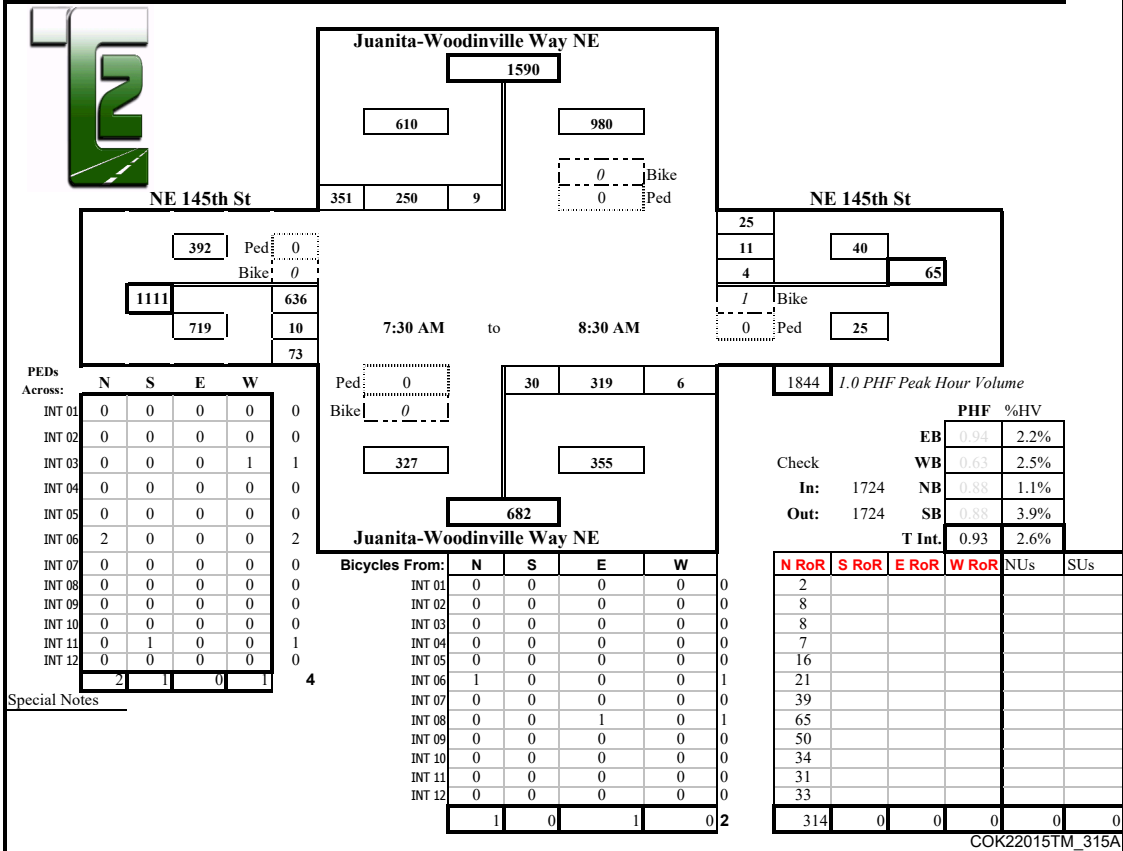 T2
Juanita-Woodinville Way NE
1590
610 980
0 Bike
0 Ped
NE 145th St 351 250 9 NE 145th St
25
392 Ped 0 11 40
Bike 0 4 65
1111 636 1 Bike
719 10 7:30 AM to 8:30 AM 0 Ped 25
73
PEDs
Across: N S E W Ped 0 30 319 6 1844 1.0 PHF Peak Hour Volume
INT 01 0 0 0 0 0 Bike 0 PHF %HV
INT 02 0 0 0 0 0 EB 0.94 2.2%
INT 03 0 0 0 1 1 327 355 Check WB 0.63 2.5%
INT 04 0 0 0 0 0 In: 1724 NB 0.88 1.1%
INT 05 0 0 0 0 0 682 Out: 1724 SB 0.88 3.9%
INT 06 2 0 0 0 2 Juanita-Woodinville Way NE T Int. 0.93 2.6%
INT 07 0 0 0 0 0 Bicycles From: N S E W N RoR S RoR E RoR W RoR NUs SUs
INT 08 0 0 0 0 0 INT 01 0 0 0 0 0 2
INT 09 0 0 0 0 0 INT 02 0 0 0 0 0 8
INT 10 0 0 0 0 0 INT 03 0 0 0 0 0 8
INT 11 0 1 0 0 1 INT 04 0 0 0 0 0 7
INT 12 0 0 0 0 0 INT 05 0 0 0 0 0 16
2 1 0 1 4 INT 06 1 0 0 0 1 21
Special Notes INT 07 0 0 0 0 0 39
INT 08 0 0 1 0 1 65
INT 09 0 0 0 0 0 50
INT 10 0 0 0 0 0 34
INT 11 0 0 0 0 0 31
INT 12 0 0 0 0 0 33
1 0 1 0 2 314 0 0 0 0 0
COK22015TM_315A